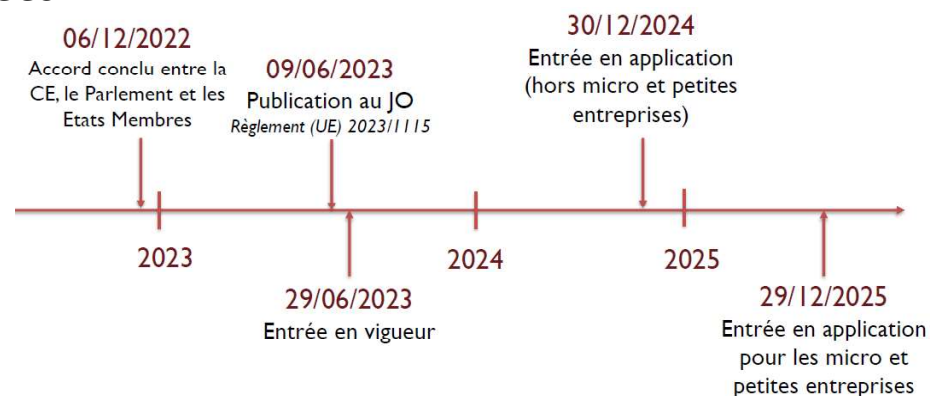 06/12/2022
Accord conclu entre la
CE, le Parlement et les
Etats Membres
09/06/2023
Publication au JO
Règlement (UE) 2023/1115
30/12/2024
Entrée en application
(hors micro et petites
entreprises)
2023
2024
2025
29/06/2023
Entrée en vigueur
29/12/2025
Entrée en application
pour les micro et
petites entreprises